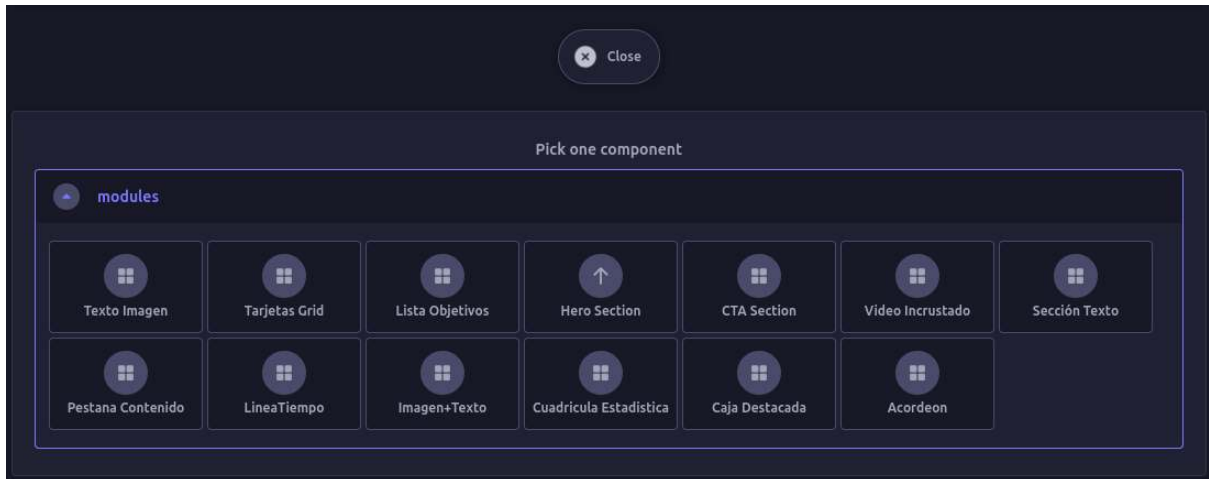 Close
Pick one component
modules
Texto Imagen
Tarjetas Grid
Lista Objetivos
Hero Section
CTA Section
Video Incrustado
Sección Texto
Pestana Contenido
LineaTiempo
Imagen+Texto
Cuadricula Estadistica
Caja Destacada
Acordeon